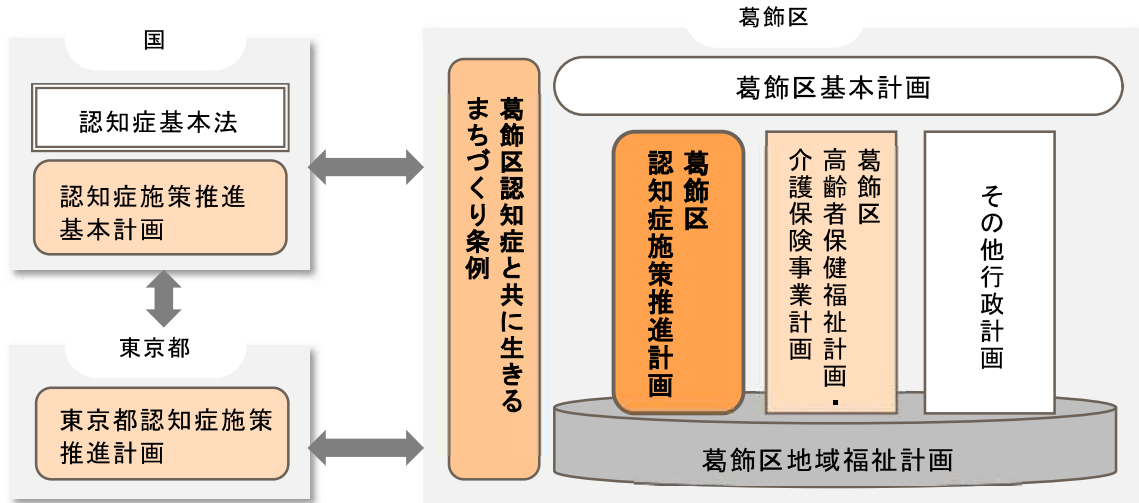 国
認知症基本法
認知症施策推進
基本計画
東京都
東京都認知症施策
推進計画
葛飾区
葛飾区認知症と共に生きる
まちづくり条例
葛飾区基本計画
葛飾区
認知症施策推進計画
葛飾区
高齢者保健福祉計画・
介護保険事業計画
その他行政計画
葛飾区地域福祉計画